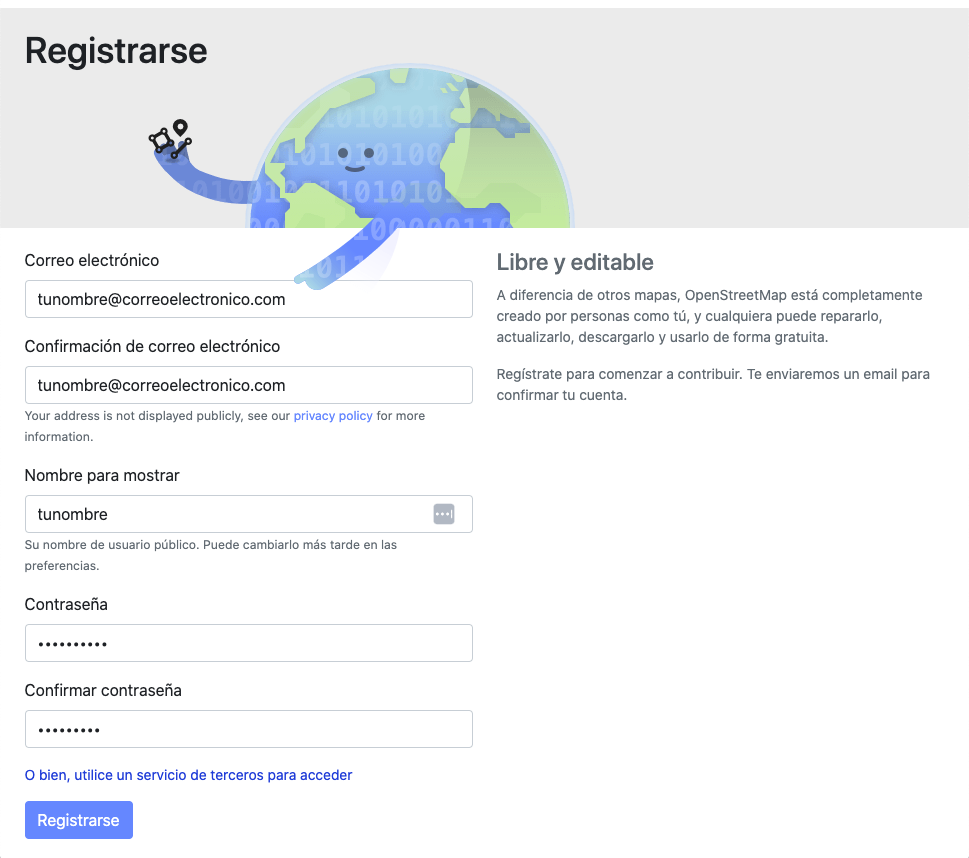 Registrarse
Correo electrónico
tunombre@correoelectronico.com
Confirmación de correo electrónico
tunombre@correoelectronico.com
Your address is not displayed publicly, see our privacy policy for more
information.
Nombre para mostrar
tunombre
Su nombre de usuario público. Puede cambiarlo más tarde en las
preferencias.
Contraseña
••••••••••
Confirmar contraseña
•••••••••
O bien, utilice un servicio de terceros para acceder
Registrarse
Libre y editable
A diferencia de otros mapas, OpenStreetMap está completamente
creado por personas como tú, y cualquiera puede repararlo,
actualizarlo, descargarlo y usarlo de forma gratuita.
Regístrate para comenzar a contribuir. Te enviaremos un email para
confirmar tu cuenta.